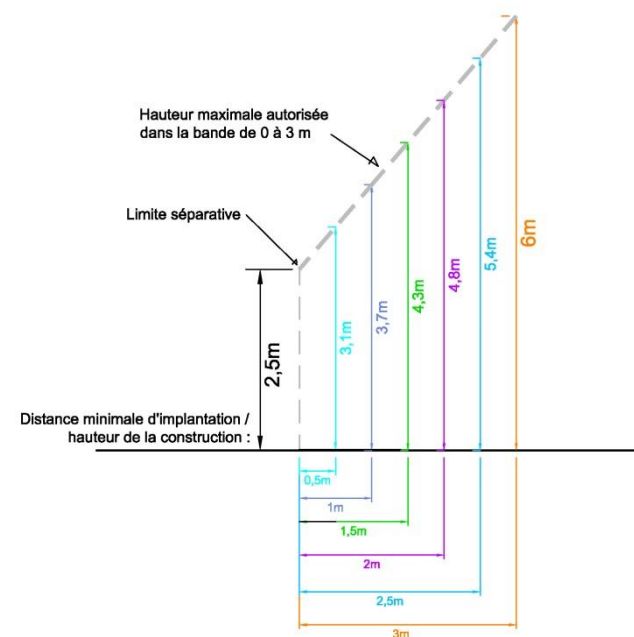 Hauteur maximale autorisée
dans la bande de 0 à 3 m
Limite séparative
2,5m
3,1m
3,7m
4,3m
4,8m
5,4m
6m
Distance minimale d'implantation /
hauteur de la construction :
0,5m
1m
1,5m
2m
2,5m
3m